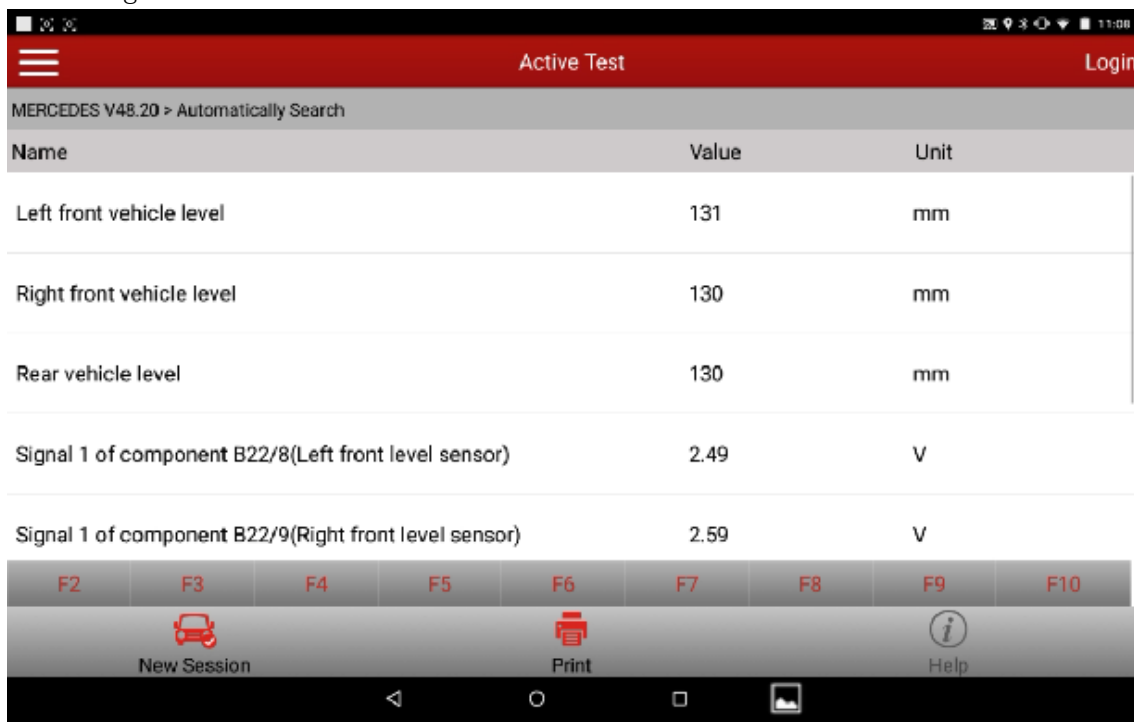 11:08
Active Test
Login
MERCEDES V48.20 > Automatically Search
Name Value Unit
Left front vehicle level 131 mm
Right front vehicle level 130 mm
Rear vehicle level 130 mm
Signal 1 of component B22/8(Left front level sensor) 2.49 V
Signal 1 of component B22/9(Right front level sensor) 2.59 V
F2 F3 F4 F5 F6 F7 F8 F9 F10
New Session Print Help